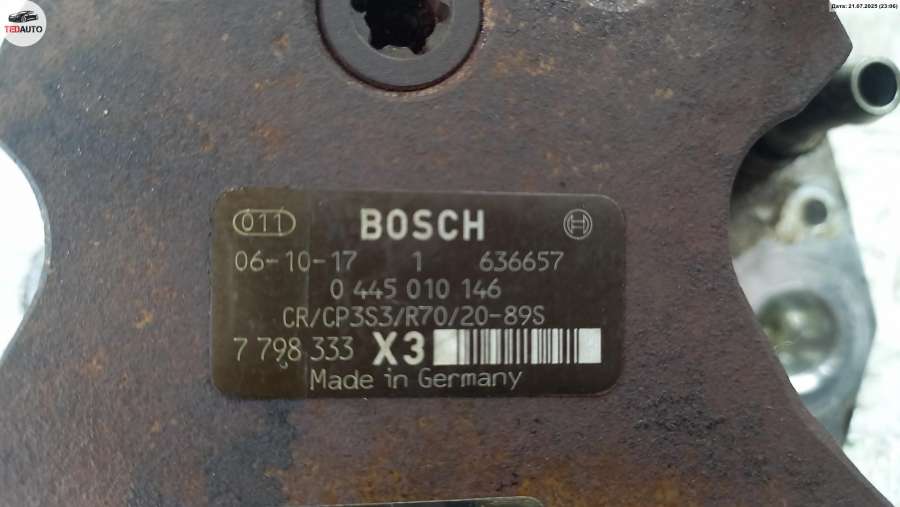 TEDAUTO
Дата: 21.07.2025 (23:06)
011 BOSCH
06-10-17 1 636657
0 445 010 146
CR/CP3S3/R70/20-89S
7 798 333 X3
Made in Germany